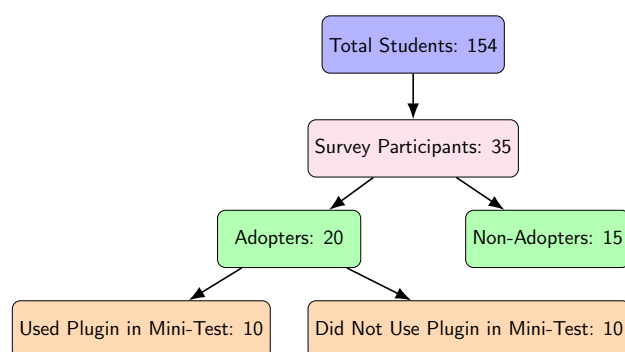 Total Students: 154
Survey Participants: 35
Adopters: 20
Non-Adopters: 15
Used Plugin in Mini-Test: 10
Did Not Use Plugin in Mini-Test: 10